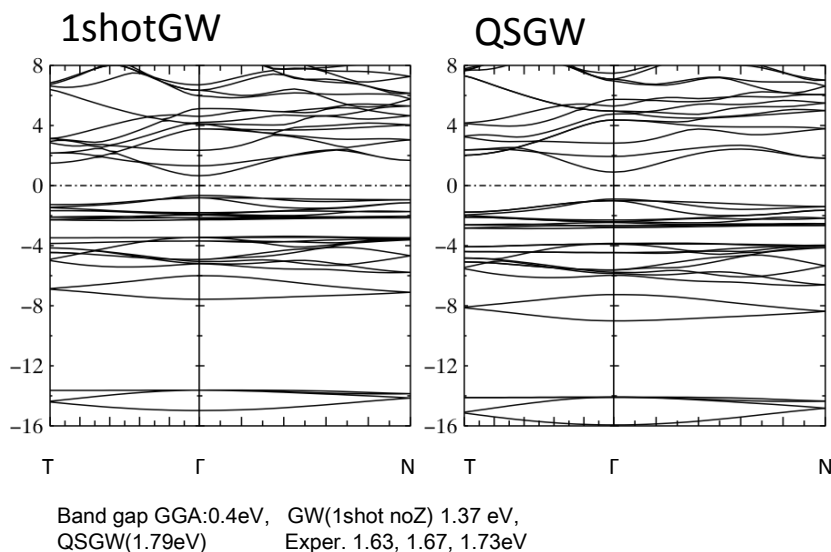 1shotGW QSGW
8 8
4 4
0 0
−4 −4
−8 −8
−12 −12
−16 −16
T Γ N T Γ N
Band gap GGA:0.4eV, GW(1shot noZ) 1.37 eV,
QSGW(1.79eV) Exper. 1.63, 1.67, 1.73eV